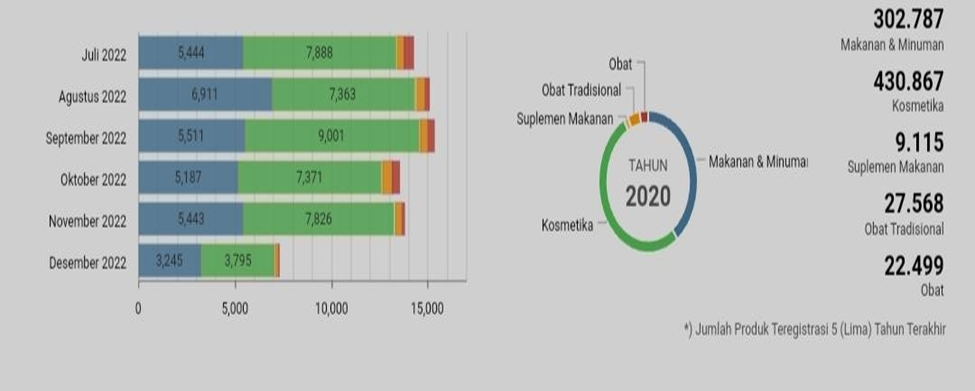 Juli 2022
5,444
7,888
Agustus 2022
6,911
7,363
September 2022
5,511
9,001
Oktober 2022
5,187
7,371
November 2022
5,443
7,826
Desember 2022
3,245
3,795
0
5,000
10,000
15,000
Obat
Obat Tradisional
Suplemen Makanan
Makanan & Minuma
Kosmetika
TAHUN
2020
302.787
Makanan & Minuman
430.867
Kosmetika
9.115
Suplemen Makanan
27.568
Obat Tradisional
22.499
Obat
*) Jumlah Produk Teregistrasi 5 (Lima) Tahun Terakhir